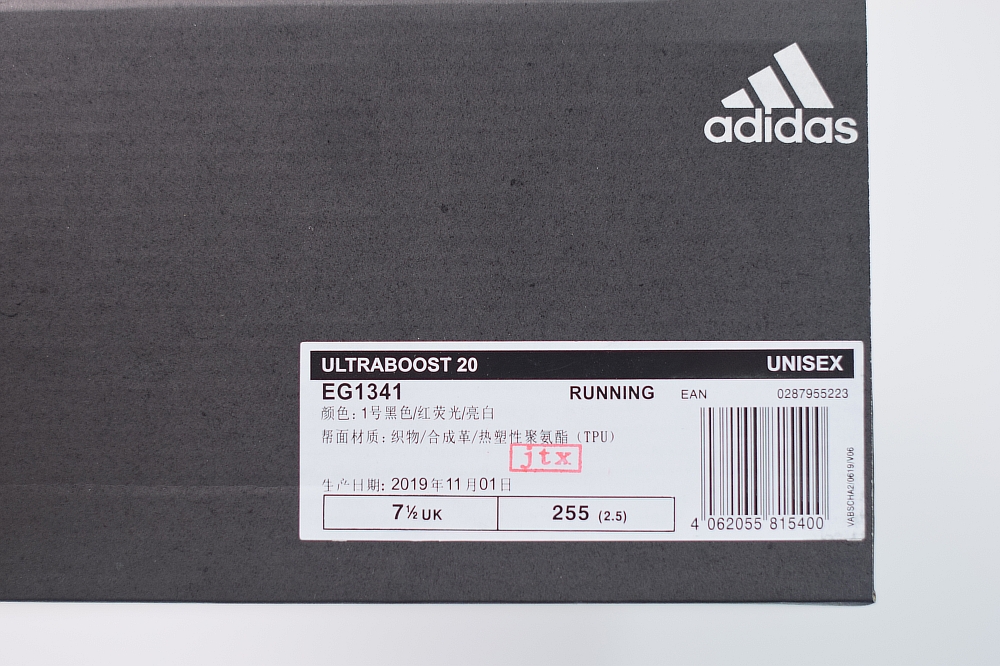 adidas
ULTRABOOST 20 UNISEX
EG1341 RUNNING EAN 0287955223
颜色: 1号黑色/红荧光/亮白
帮面材质: 织物/合成革/热塑性聚氨酯 (TPU)
jtx
生产日期: 2019年11月01日
7½ UK 255 (2.5)
4 062055 815400
VABSCHA2/0619/V06